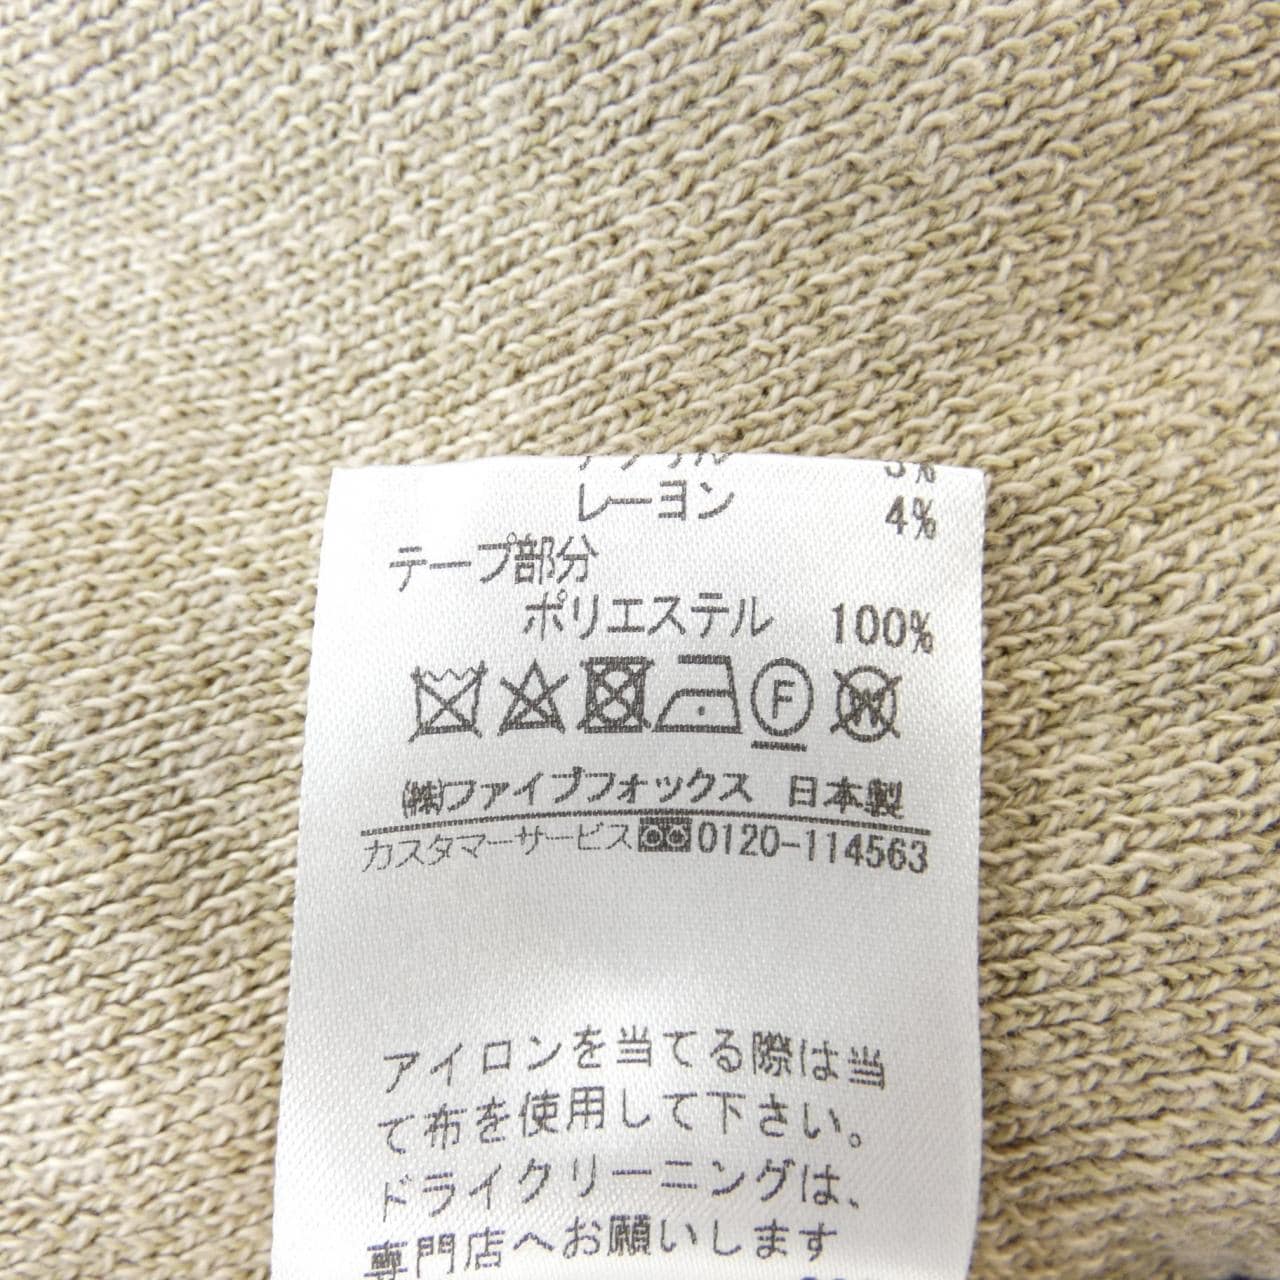 レーヨン 4%
テープ部分
ポリエステル 100%
F W
(株)ファイブフォックス 日本製
カスタマーサービス 0120-114563
アイロンを当てる際は当
て布を使用して下さい。
ドライクリーニングは、
専門店へお願いします